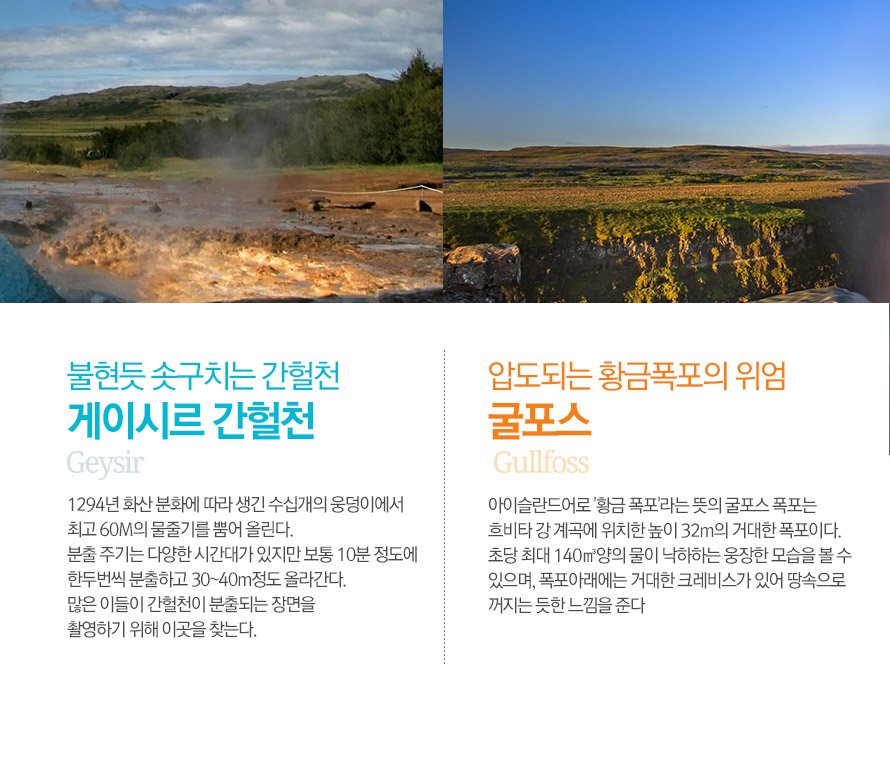 불현듯 솟구치는 간헐천
게이시르 간헐천
Geysir
1294년 화산 분화에 따라 생긴 수십개의 웅덩이에서
최고 60M의 물줄기를 뿜어 올린다.
분출 주기는 다양한 시간대가 있지만 보통 10분 정도에
한두번씩 분출하고 30~40m정도 올라간다.
많은 이들이 간헐천이 분출되는 장면을
촬영하기 위해 이곳을 찾는다.
압도되는 황금폭포의 위엄
굴포스
Gullfoss
아이슬란드어로 '황금 폭포'라는 뜻의 굴포스 폭포는
흐비타 강 계곡에 위치한 높이 32m의 거대한 폭포이다.
초당 최대 140㎥양의 물이 낙하하는 웅장한 모습을 볼 수
있으며, 폭포아래에는 거대한 크레비스가 있어 땅속으로
꺼지는 듯한 느낌을 준다